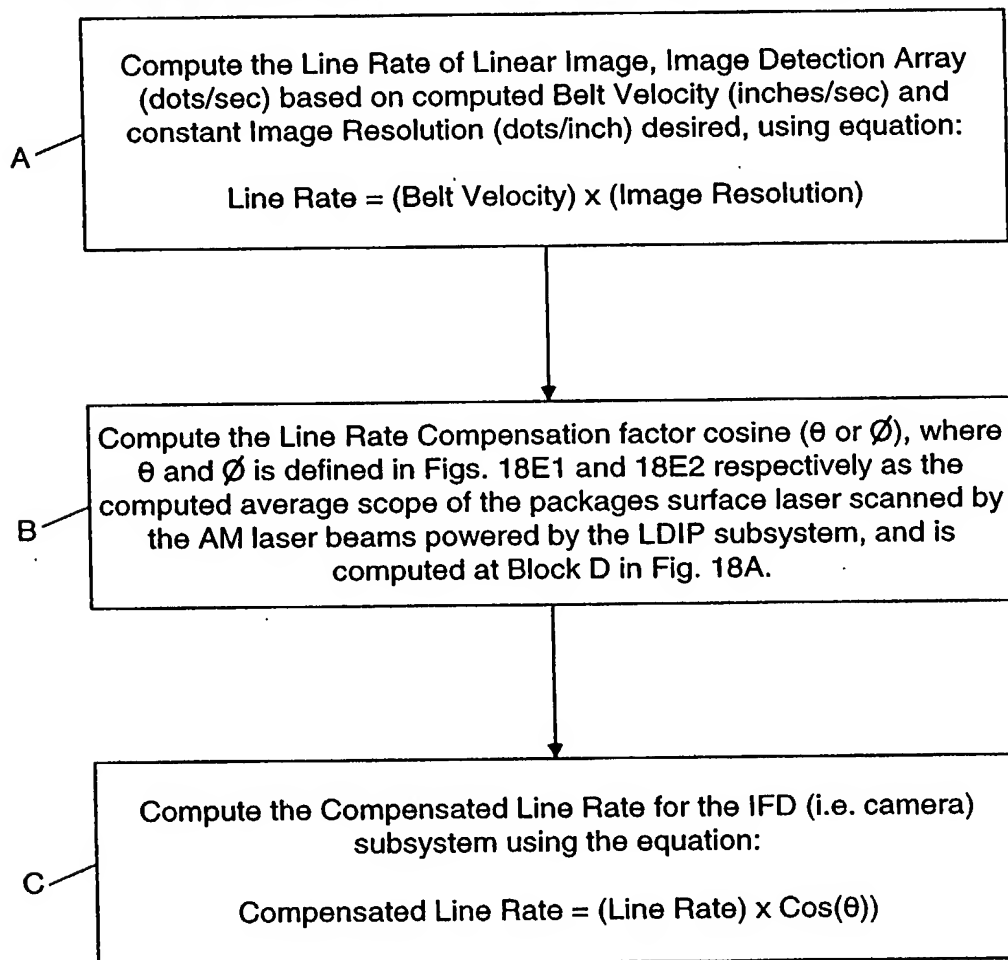 Compute the Line Rate of Linear Image, Image Detection Array
(dots/sec) based on computed Belt Velocity (inches/sec) and
constant Image Resolution (dots/inch) desired, using equation:
A
Line Rate = (Belt Velocity) x (Image Resolution)
Compute the Line Rate Compensation factor cosine (θ or Ø), where
θ and Ø is defined in Figs. 18E1 and 18E2 respectively as the
computed average scope of the packages surface laser scanned by
B
the AM laser beams powered by the LDIP subsystem, and is
computed at Block D in Fig. 18A.
Compute the Compensated Line Rate for the IFD (i.e. camera)
subsystem using the equation:
C
Compensated Line Rate = (Line Rate) x Cos(θ))